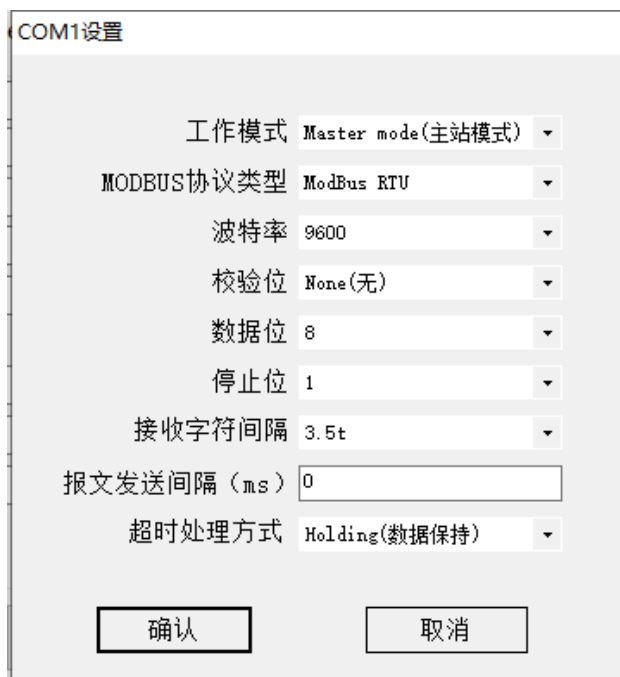 COM1设置
工作模式 Master mode(主站模式)
MODBUS协议类型 ModBus RTU
波特率 9600
校验位 None(无)
数据位 8
停止位 1
接收字符间隔 3.5t
报文发送间隔（ms） 0
超时处理方式 Holding(数据保持)
确认 取消